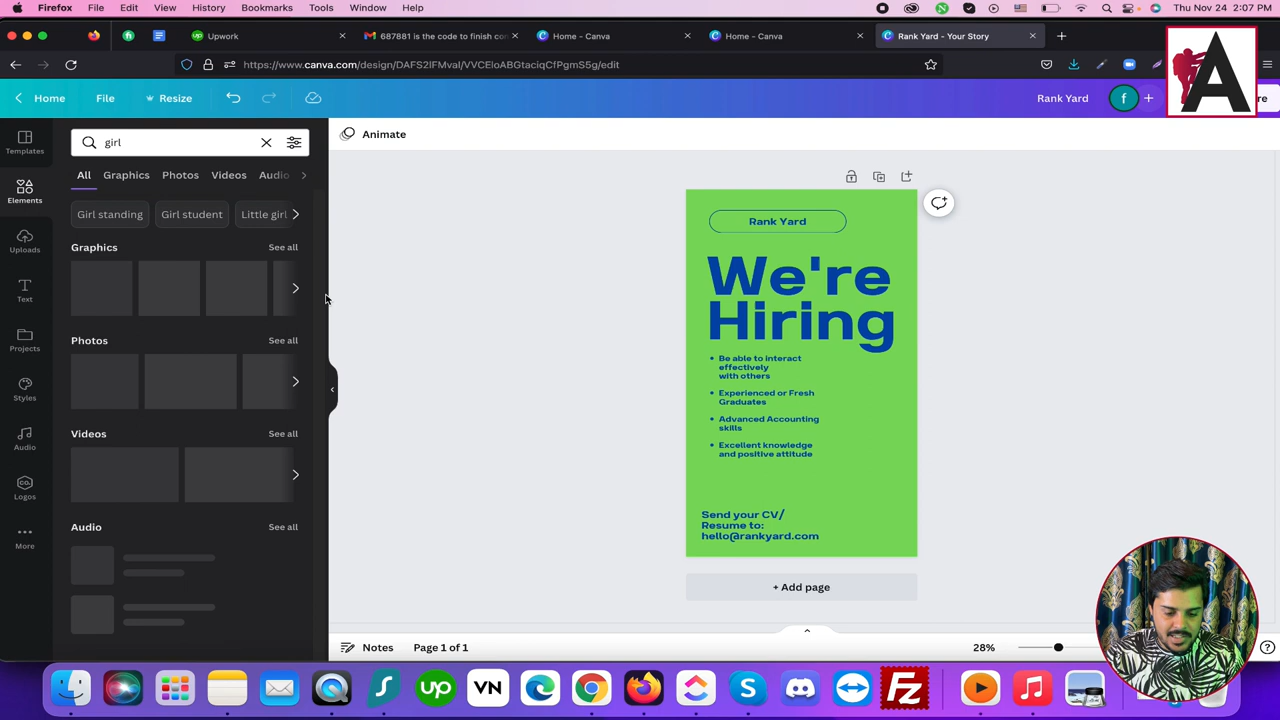 Firefox File Edit View History Bookmarks Tools Window Help Thu Nov 24 2:07 PM
Upwork
687881 is the code to finish con
Home - Canva
Home - Canva
Rank Yard - Your Story
https://www.canva.com/design/DAFS2lFMvaI/VVCEloABGtaciqCfPgmS5g/edit
A
Home File Resize Rank Yard f + re
Templates
Elements
Uploads
Text
Projects
Styles
Audio
Logos
More
girl
All Graphics Photos Videos Audio
Girl standing Girl student Little girl
Graphics See all
Photos See all
Videos See all
Audio See all
Animate
Rank Yard
We're
Hiring
• Be able to interact
effectively
with others
• Experienced or Fresh
Graduates
• Advanced Accounting
skills
• Excellent knowledge
and positive attitude
Send your CV/
Resume to:
hello@rankyard.com
+ Add page
Notes Page 1 of 1 28%
up VN Fz